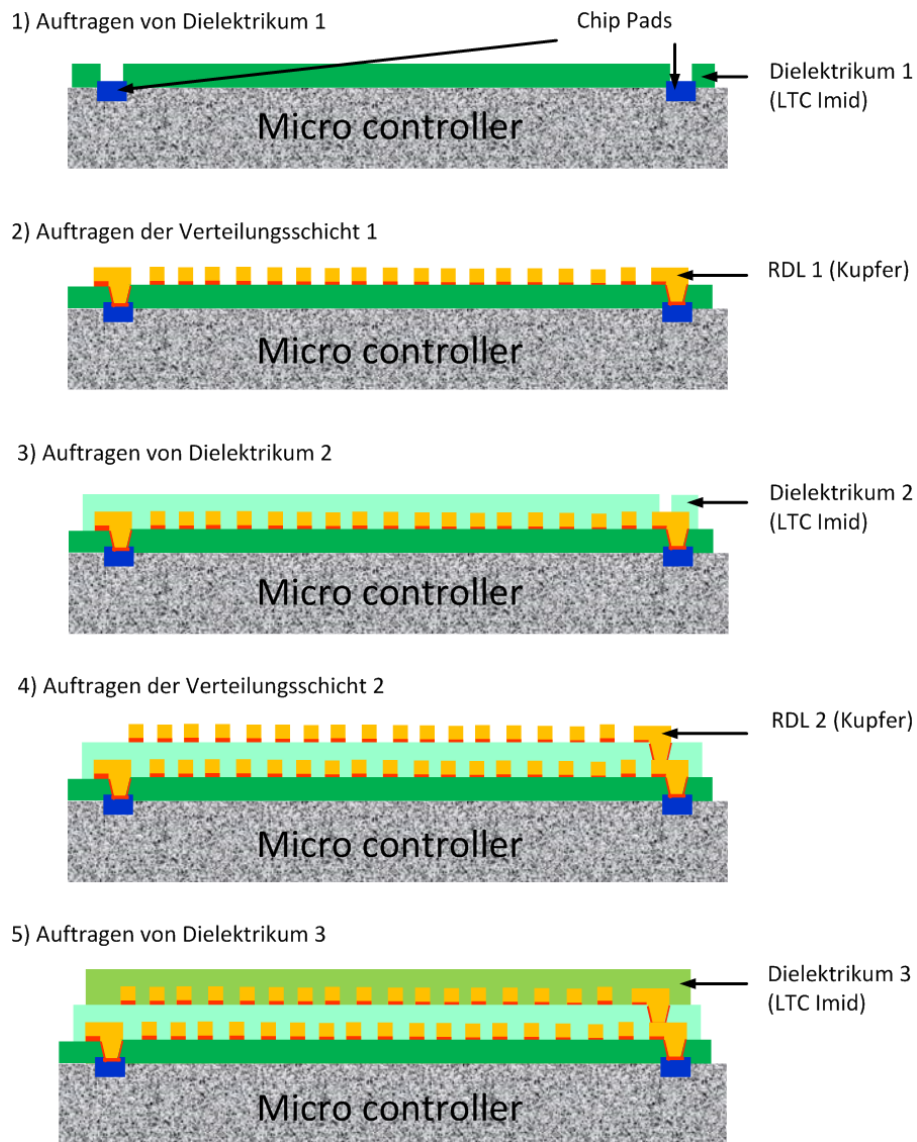 1) Auftragen von Dielektrikum 1
Chip Pads
Dielektrikum 1
(LTC Imid)
Micro controller
2) Auftragen der Verteilungsschicht 1
RDL 1 (Kupfer)
Micro controller
3) Auftragen von Dielektrikum 2
Dielektrikum 2
(LTC Imid)
Micro controller
4) Auftragen der Verteilungsschicht 2
RDL 2 (Kupfer)
Micro controller
5) Auftragen von Dielektrikum 3
Dielektrikum 3
(LTC Imid)
Micro controller